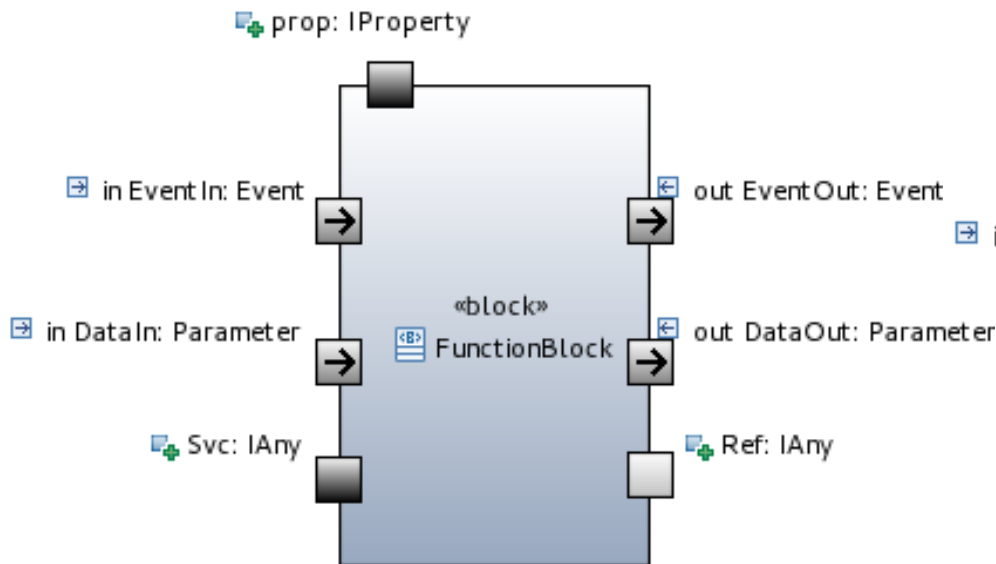 prop: IProperty
in EventIn: Event
out EventOut: Event
«block»
FunctionBlock
in DataIn: Parameter
out DataOut: Parameter
Svc: IAny
Ref: IAny